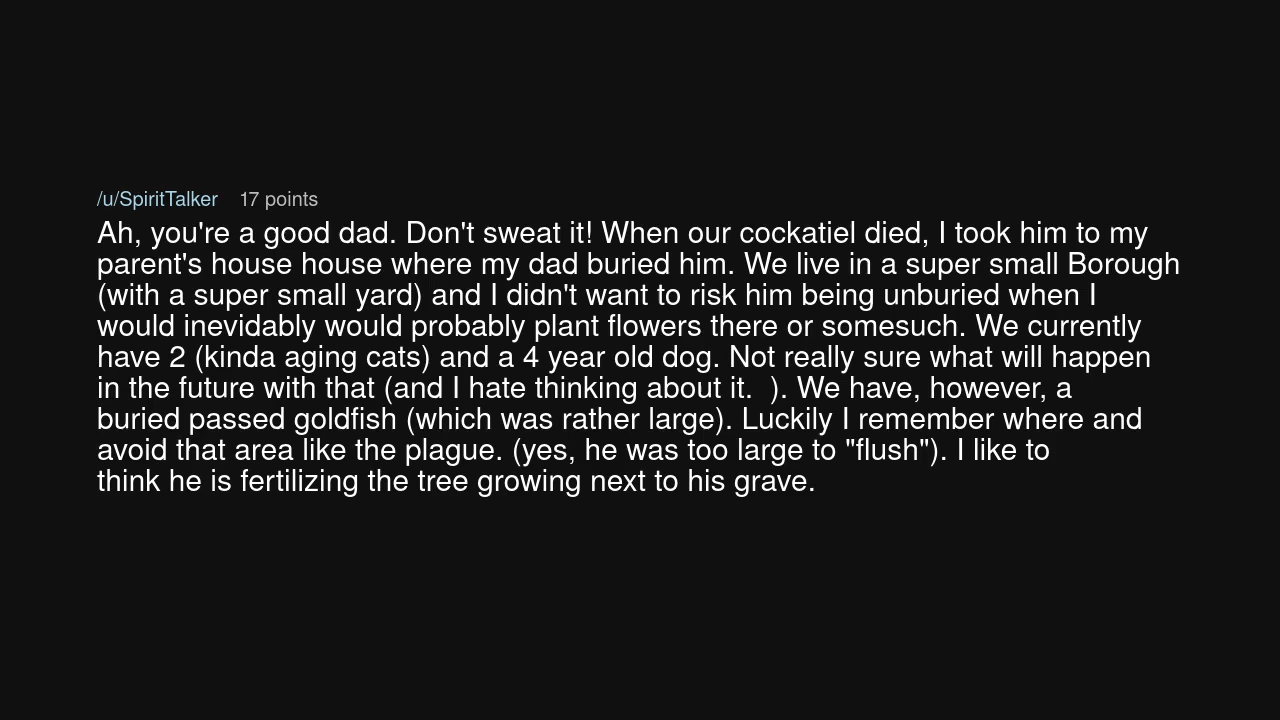 /u/SpiritTalker 17 points
Ah, you're a good dad. Don't sweat it! When our cockatiel died, I took him to my
parent's house house where my dad buried him. We live in a super small Borough
(with a super small yard) and I didn't want to risk him being unburied when I
would inevidably would probably plant flowers there or somesuch. We currently
have 2 (kinda aging cats) and a 4 year old dog. Not really sure what will happen
in the future with that (and I hate thinking about it.  ). We have, however, a
buried passed goldfish (which was rather large). Luckily I remember where and
avoid that area like the plague. (yes, he was too large to "flush"). I like to
think he is fertilizing the tree growing next to his grave.